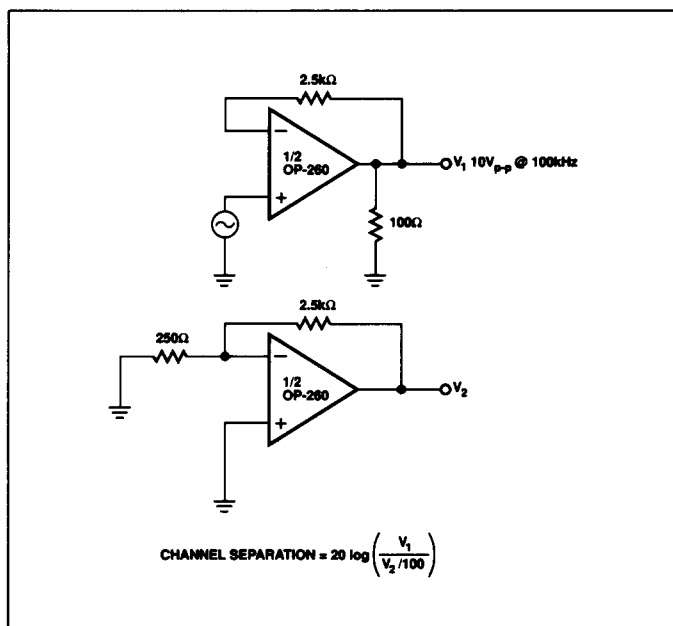 2.5kΩ
−
1/2
OP-260
+
V₁ 10Vp-p @ 100kHz
100Ω
2.5kΩ
250Ω
−
1/2
OP-260
+
V₂
CHANNEL SEPARATION = 20 log ( V₁ / V₂/100 )